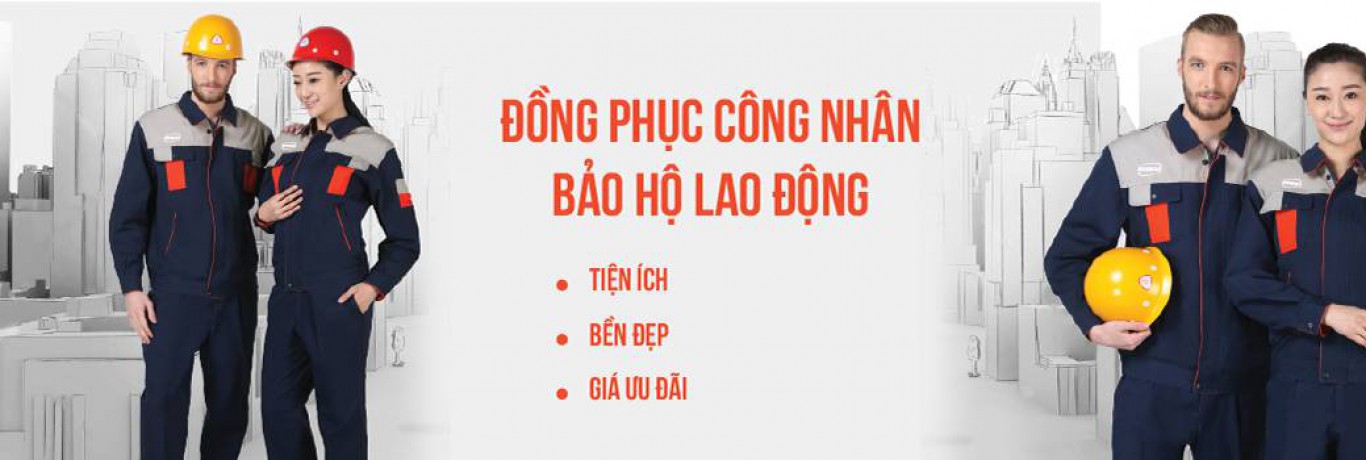 ĐỒNG PHỤC CÔNG NHÂN
BẢO HỘ LAO ĐỘNG
• TIỆN ÍCH
• BỀN ĐẸP
• GIÁ ƯU ĐÃI